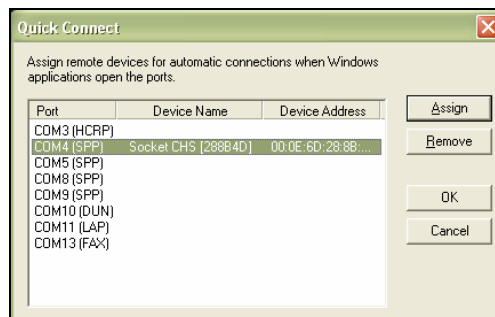 Quick Connect
Assign remote devices for automatic connections when Windows
applications open the ports.
Port Device Name Device Address
Assign
COM3 (HCRP)
COM4 (SPP) Socket CHS [288B4D] 00:0E:6D:28:8B:...
Remove
COM5 (SPP)
COM8 (SPP)
COM9 (SPP)
OK
COM10 (DUN)
COM11 (LAP)
Cancel
COM13 (FAX)